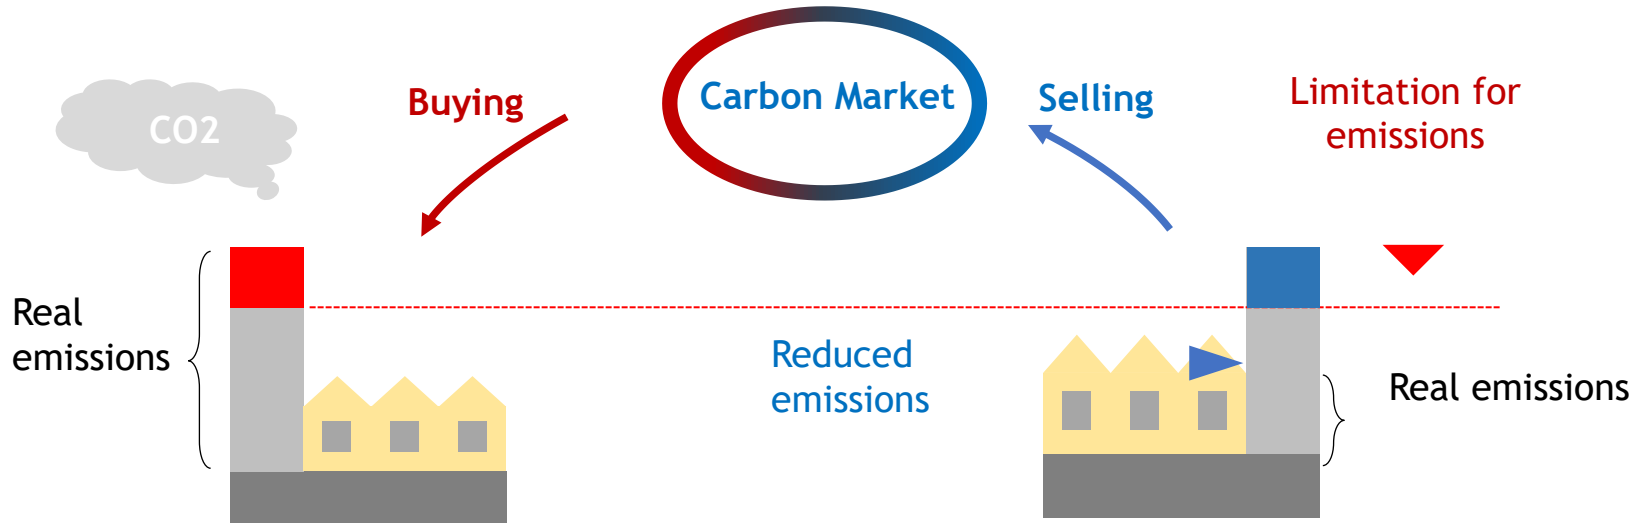 CO2
Buying
Carbon Market
Selling
Limitation for
emissions
Real
emissions
Reduced
emissions
Real emissions